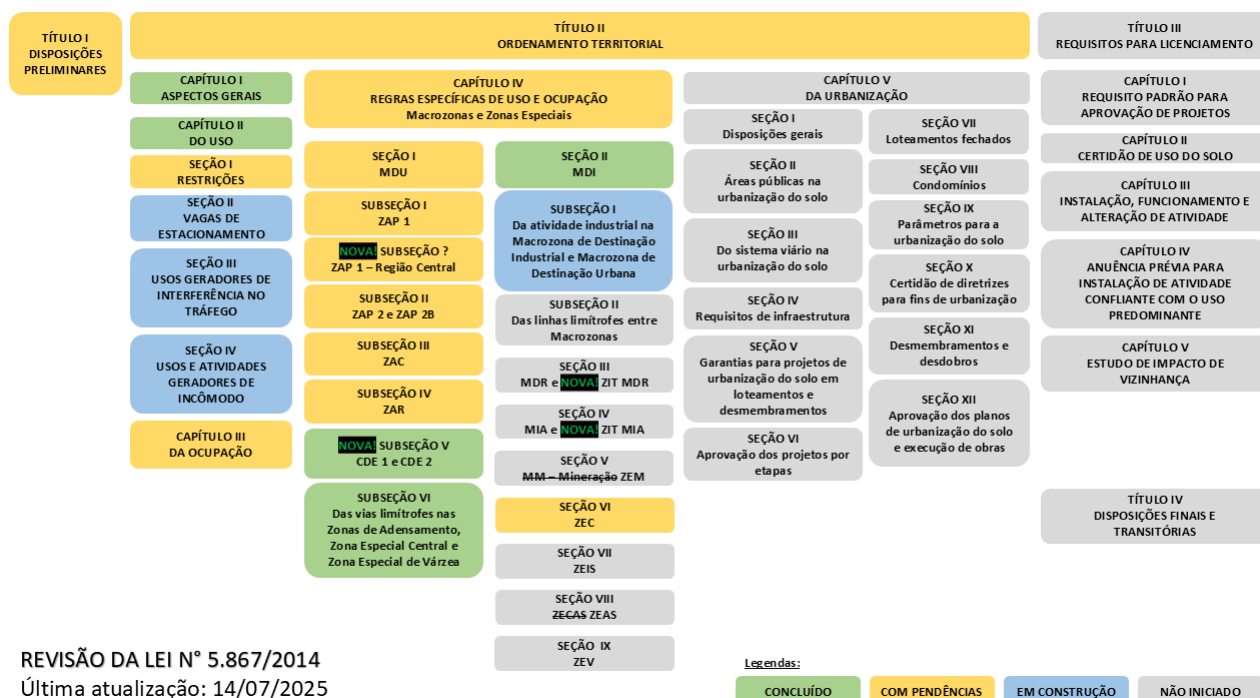 TÍTULO I
DISPOSIÇÕES
PRELIMINARES
TÍTULO II
ORDENAMENTO TERRITORIAL
TÍTULO III
REQUISITOS PARA LICENCIAMENTO
CAPÍTULO I
ASPECTOS GERAIS
CAPÍTULO II
DO USO
SEÇÃO I
RESTRIÇÕES
SEÇÃO II
VAGAS DE
ESTACIONAMENTO
SEÇÃO III
USOS GERADORES DE
INTERFERÊNCIA NO
TRÁFEGO
SEÇÃO IV
USOS E ATIVIDADES
GERADORES DE
INCÔMODO
CAPÍTULO III
DA OCUPAÇÃO
CAPÍTULO IV
REGRAS ESPECÍFICAS DE USO E OCUPAÇÃO
Macrozonas e Zonas Especiais
SEÇÃO I
MDU
SUBSEÇÃO I
ZAP 1
NOVA! SUBSEÇÃO ?
ZAP 1 – Região Central
SUBSEÇÃO II
ZAP 2 e ZAP 2B
SUBSEÇÃO III
ZAC
SUBSEÇÃO IV
ZAR
NOVA! SUBSEÇÃO V
CDE 1 e CDE 2
SUBSEÇÃO VI
Das vias limítrofes nas
Zonas de Adensamento,
Zona Especial Central e
Zona Especial de Várzea
SEÇÃO II
MDI
SUBSEÇÃO I
Da atividade industrial na
Macrozona de Destinação
Industrial e Macrozona de
Destinação Urbana
SUBSEÇÃO II
Das linhas limítrofes entre
Macrozonas
SEÇÃO III
MDR e NOVA! ZIT MDR
SEÇÃO IV
MIA e NOVA! ZIT MIA
SEÇÃO V
MM – Mineração ZEM
SEÇÃO VI
ZEC
SEÇÃO VII
ZEIS
SEÇÃO VIII
ZECAS ZEAS
SEÇÃO IX
ZEV
CAPÍTULO V
DA URBANIZAÇÃO
SEÇÃO I
Disposições gerais
SEÇÃO II
Áreas públicas na
urbanização do solo
SEÇÃO III
Do sistema viário na
urbanização do solo
SEÇÃO IV
Requisitos de infraestrutura
SEÇÃO V
Garantias para projetos de
urbanização do solo em
loteamentos e
desmembramentos
SEÇÃO VI
Aprovação dos projetos por
etapas
SEÇÃO VII
Loteamentos fechados
SEÇÃO VIII
Condomínios
SEÇÃO IX
Parâmetros para a
urbanização do solo
SEÇÃO X
Certidão de diretrizes
para fins de urbanização
SEÇÃO XI
Desmembramentos e
desdobros
SEÇÃO XII
Aprovação dos planos
de urbanização do solo
e execução de obras
CAPÍTULO I
REQUISITO PADRÃO PARA
APROVAÇÃO DE PROJETOS
CAPÍTULO II
CERTIDÃO DE USO DO SOLO
CAPÍTULO III
INSTALAÇÃO, FUNCIONAMENTO E
ALTERAÇÃO DE ATIVIDADE
CAPÍTULO IV
ANUÊNCIA PRÉVIA PARA
INSTALAÇÃO DE ATIVIDADE
CONFLIANTE COM O USO
PREDOMINANTE
CAPÍTULO V
ESTUDO DE IMPACTO DE
VIZINHANÇA
TÍTULO IV
DISPOSIÇÕES FINAIS E
TRANSITÓRIAS
REVISÃO DA LEI N° 5.867/2014
Última atualização: 14/07/2025
Legendas:
CONCLUÍDO
COM PENDÊNCIAS
EM CONSTRUÇÃO
NÃO INICIADO